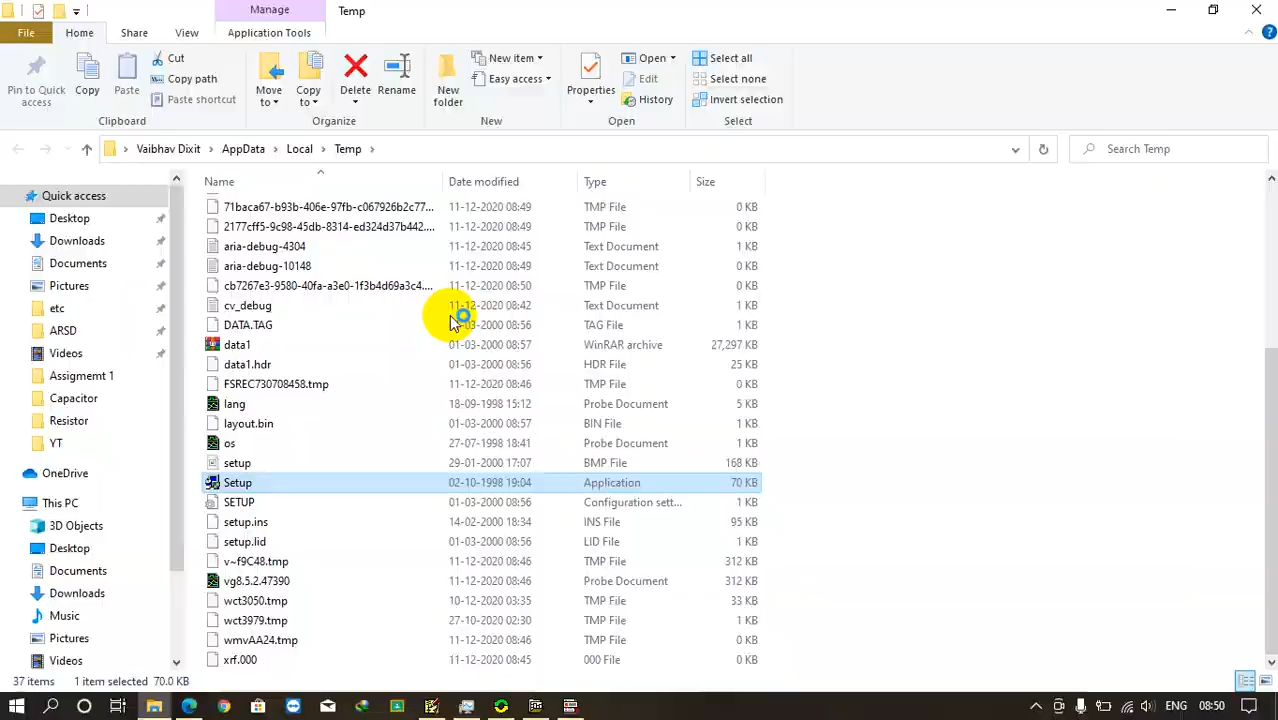 Manage
Temp
File Home Share View Application Tools
Pin to Quick access
Copy
Paste
Cut
Copy path
Paste shortcut
Clipboard
Move to
Copy to
Delete
Rename
Organize
New folder
New item
Easy access
New
Properties
Open
Edit
History
Open
Select all
Select none
Invert selection
Select
Vaibhav Dixit > AppData > Local > Temp >
Search Temp
Quick access
Desktop
Downloads
Documents
Pictures
etc
ARSD
Videos
Assigmemt 1
Capacitor
Resistor
YT
OneDrive
This PC
3D Objects
Desktop
Documents
Downloads
Music
Pictures
Videos
Name Date modified Type Size
71baca67-b93b-406e-97fb-c067926b2c77... 11-12-2020 08:49 TMP File 0 KB
2177cff5-9c98-45db-8314-ed324d37b442.... 11-12-2020 08:49 TMP File 0 KB
aria-debug-4304 11-12-2020 08:45 Text Document 1 KB
aria-debug-10148 11-12-2020 08:49 Text Document 1 KB
cb7267e3-9580-40fa-a3e0-1f3b4d69a3c4.... 11-12-2020 08:50 TMP File 0 KB
cv_debug 11-12-2020 08:42 Text Document 1 KB
DATA.TAG -03-2000 08:56 TAG File 1 KB
data1 01-03-2000 08:57 WinRAR archive 27,297 KB
data1.hdr 01-03-2000 08:56 HDR File 25 KB
FSREC730708458.tmp 11-12-2020 08:46 TMP File 0 KB
lang 18-09-1998 15:12 Probe Document 5 KB
layout.bin 01-03-2000 08:57 BIN File 1 KB
os 27-07-1998 18:41 Probe Document 1 KB
setup 29-01-2000 17:07 BMP File 168 KB
Setup 02-10-1998 19:04 Application 70 KB
SETUP 01-03-2000 08:56 Configuration sett... 1 KB
setup.ins 14-02-2000 18:34 INS File 95 KB
setup.lid 01-03-2000 08:56 LID File 1 KB
v~f9C48.tmp 11-12-2020 08:46 TMP File 312 KB
vg8.5.2.47390 11-12-2020 08:46 Probe Document 312 KB
wct3050.tmp 10-12-2020 03:35 TMP File 33 KB
wct3979.tmp 27-10-2020 02:30 TMP File 1 KB
wmvAA24.tmp 11-12-2020 08:46 TMP File 0 KB
xrf.000 11-12-2020 08:45 000 File 0 KB
37 items 1 item selected 70.0 KB
ENG 08:50